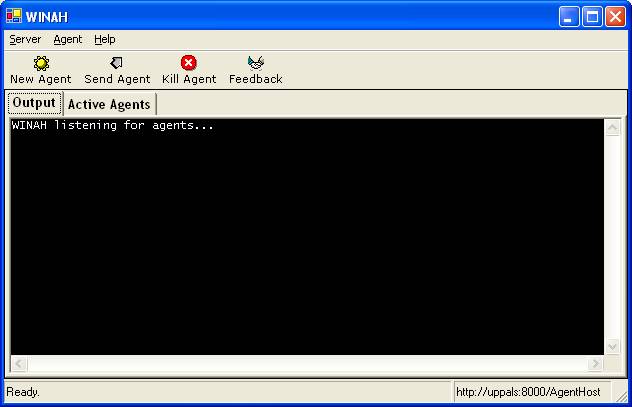 WINAH
Server Agent Help
New Agent Send Agent Kill Agent Feedback
Output Active Agents
WINAH listening for agents...
Ready. http://uppals:8000/AgentHost